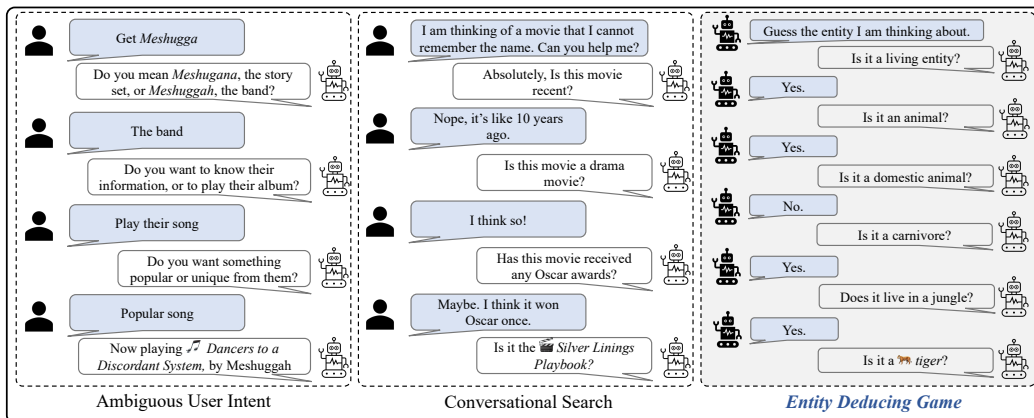 Get Meshugga
Do you mean Meshugana, the story
set, or Meshuggah, the band?
The band
Do you want to know their
information, or to play their album?
Play their song
Do you want something
popular or unique from them?
Popular song
Now playing Dancers to a
Discordant System, by Meshuggah
Ambiguous User Intent
I am thinking of a movie that I cannot
remember the name. Can you help me?
Absolutely, Is this movie
recent?
Nope, it's like 10 years
ago.
Is this movie a drama
movie?
I think so!
Has this movie received
any Oscar awards?
Maybe. I think it won
Oscar once.
Is it the Silver Linings
Playbook?
Conversational Search
Guess the entity I am thinking about.
Is it a living entity?
Yes.
Is it an animal?
Yes.
Is it a domestic animal?
No.
Is it a carnivore?
Yes.
Does it live in a jungle?
Yes.
Is it a tiger?
Entity Deducing Game